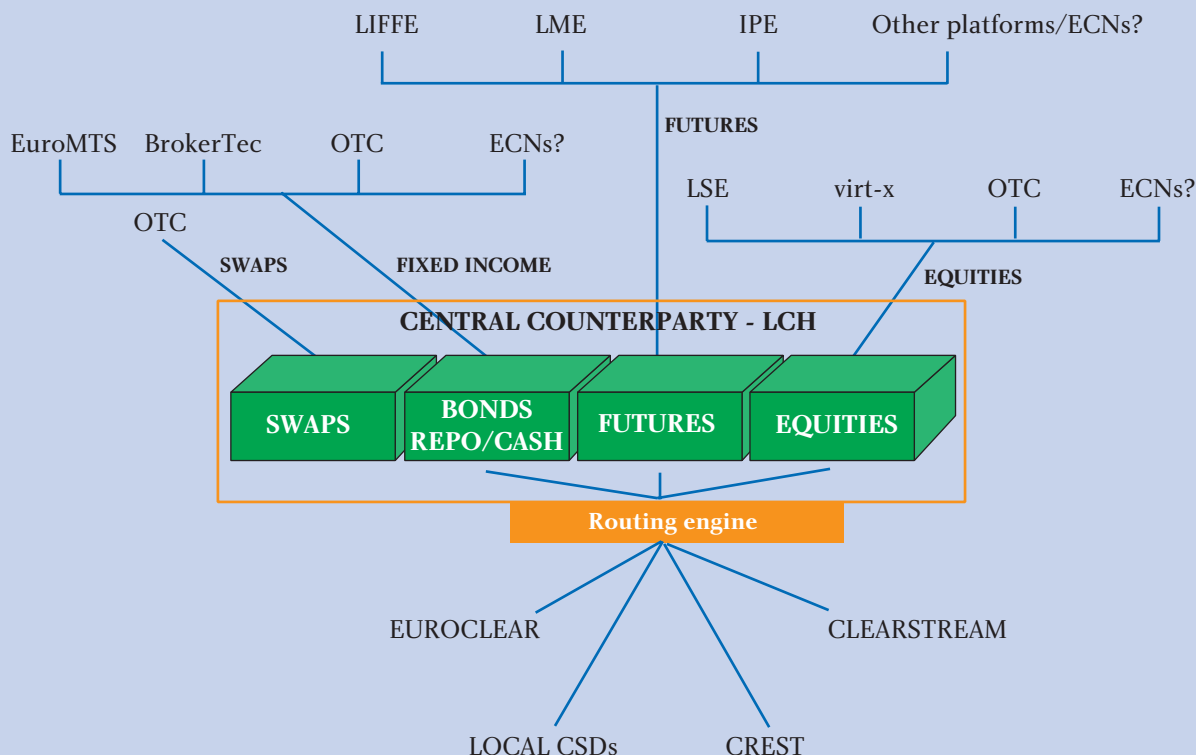 LIFFE LME IPE Other platforms/ECNs?
FUTURES
EuroMTS BrokerTec OTC ECNs?
LSE virt-x OTC ECNs?
OTC
SWAPS FIXED INCOME
EQUITIES
CENTRAL COUNTERPARTY - LCH
SWAPS
BONDS
REPO/CASH
FUTURES
EQUITIES
Routing engine
EUROCLEAR CLEARSTREAM
LOCAL CSDs CREST